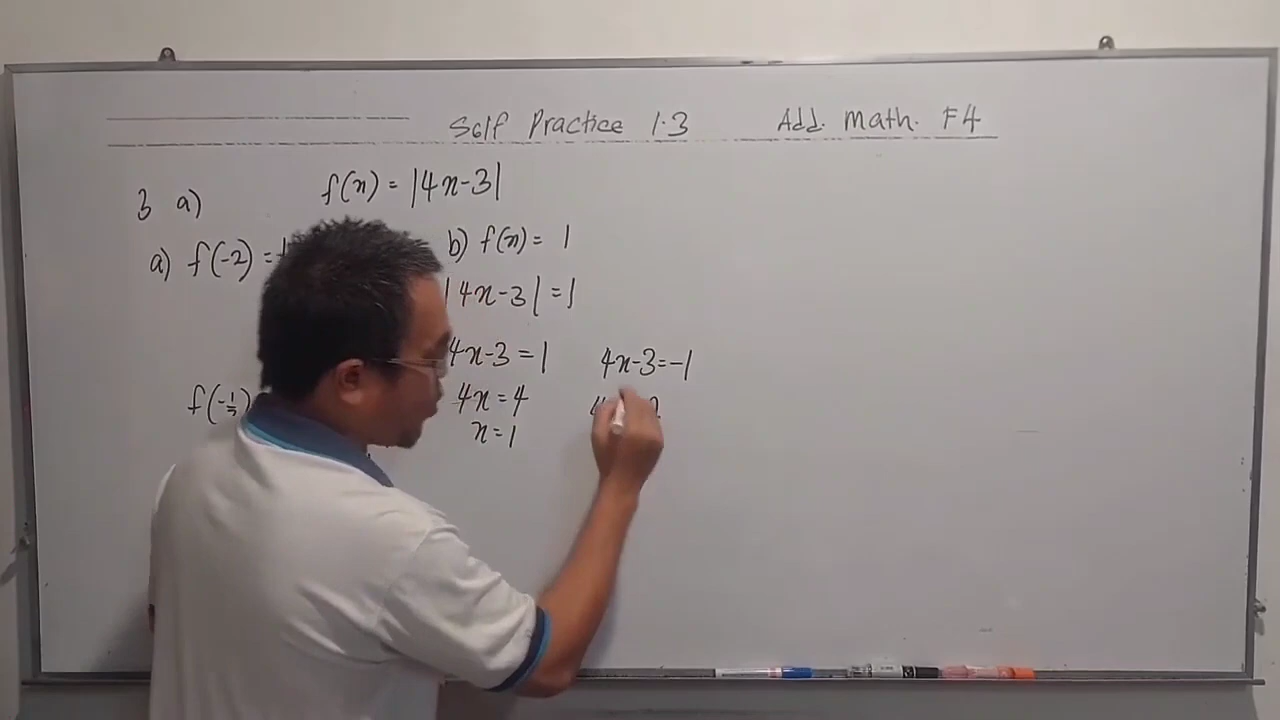 Self Practice 1.3 Add. Math. F4
3 a) f(x) = |4x-3|
a) f(-2) =
b) f(x) = 1
|4x-3| = 1
4x-3 = 1
4x = 4
x = 1
4x-3=-1
f(-1/2)